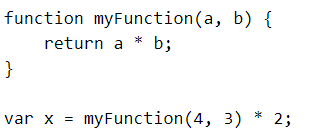 function myFunction(a, b) {
    return a * b;
}

var x = myFunction(4, 3) * 2;